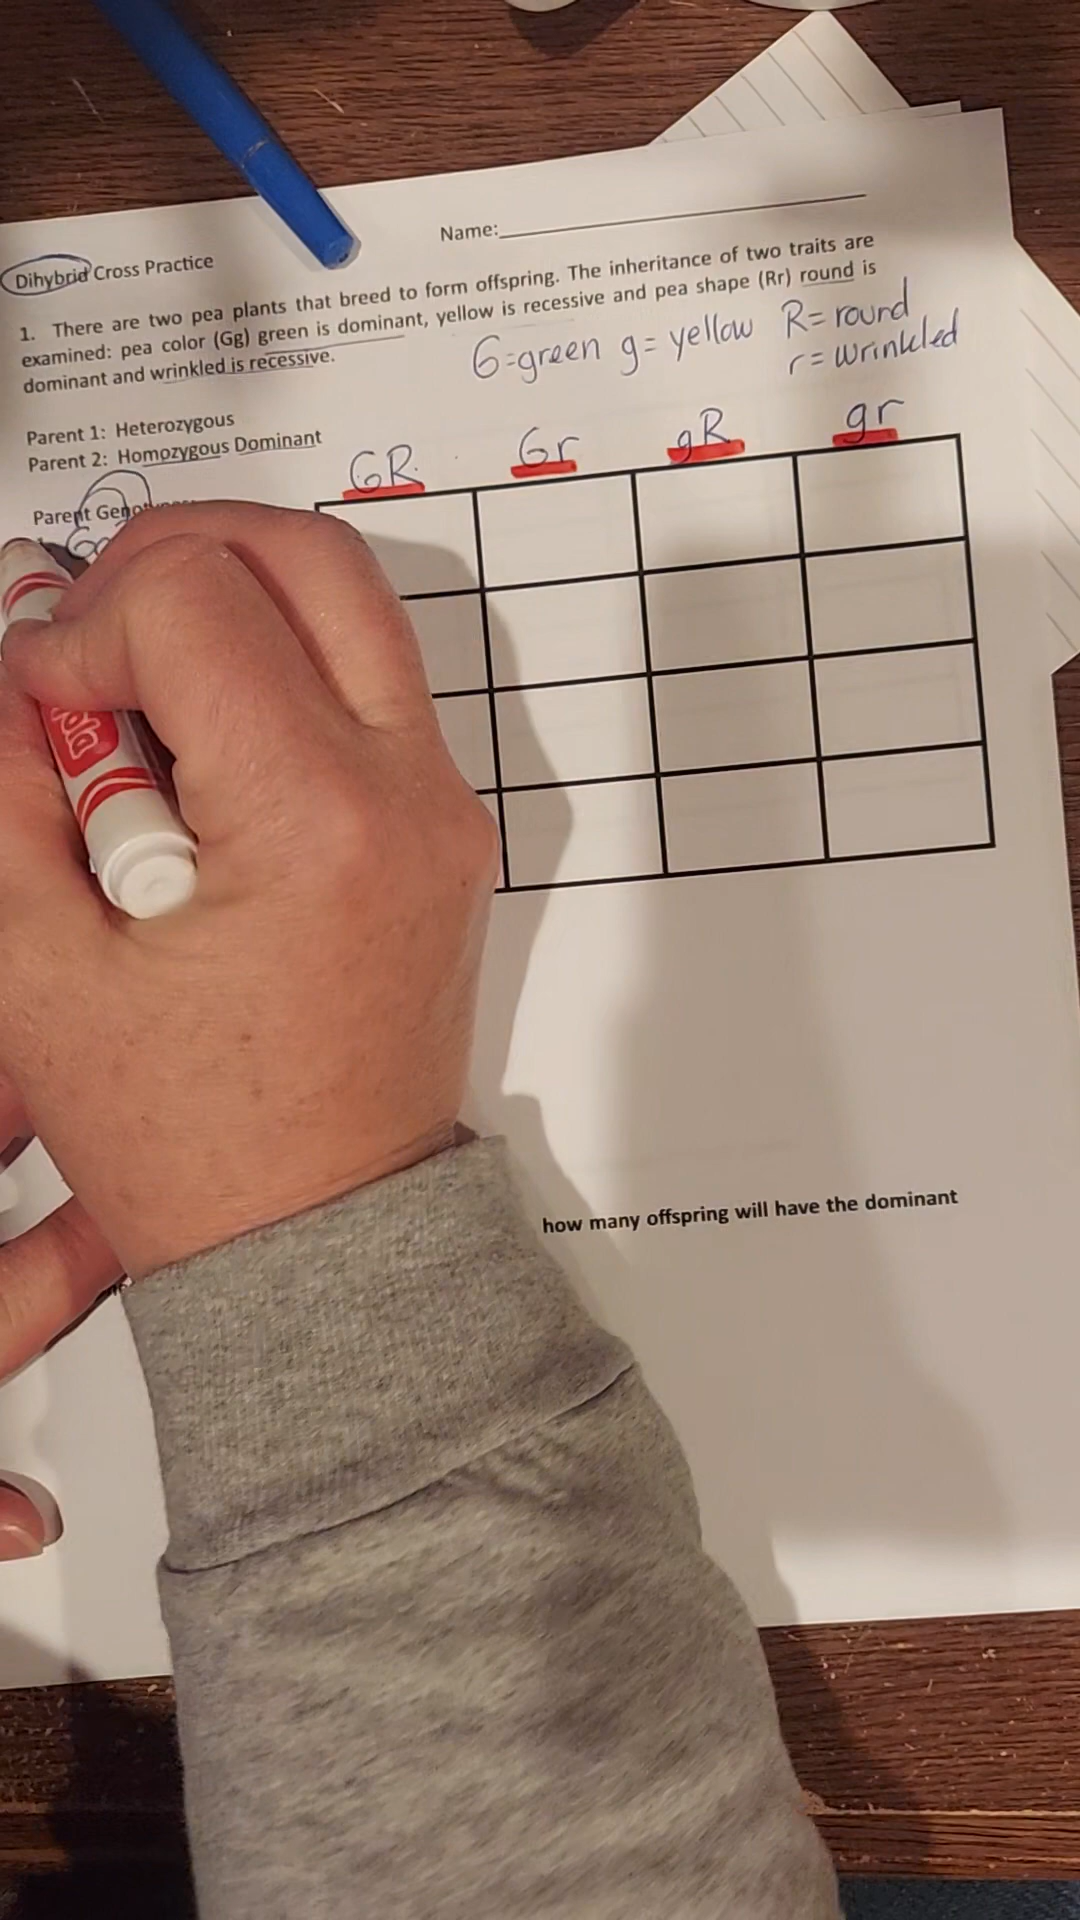 Name:
Dihybrid Cross Practice
1. There are two pea plants that breed to form offspring. The inheritance of two traits are
examined: pea color (Gg) green is dominant, yellow is recessive and pea shape (Rr) round is
dominant and wrinkled is recessive.
G=green g= yellow R= round
r= wrinkled
Parent 1: Heterozygous
Parent 2: Homozygous Dominant
GR Gr gR gr
Parent
how many offspring will have the dominant